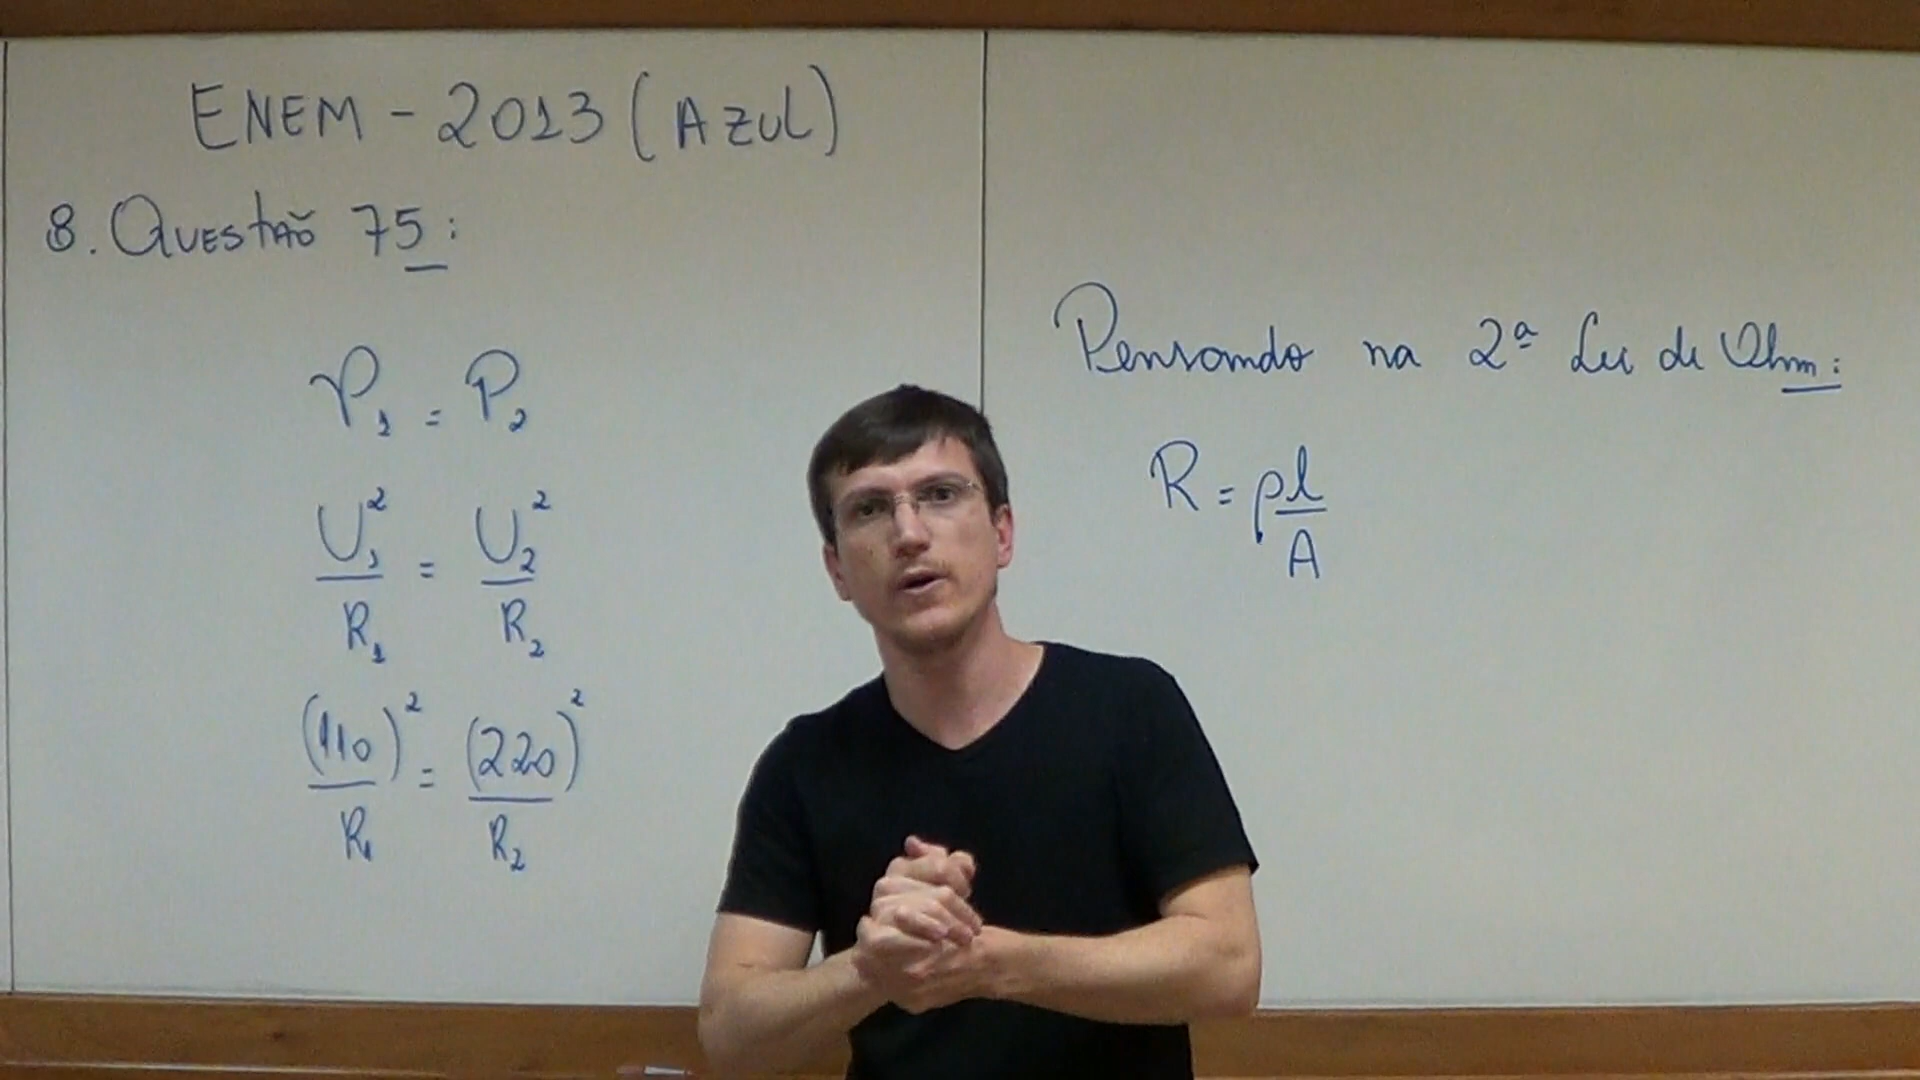 ENEM - 2013 (AZUL)
8. QUESTÃO 75:
P₁ = P₂
U₁²/R₁ = U₂²/R₂
(110)²/R₁ = (220)²/R₂
Pensando na 2ª Lei de Ohm:
R = ρl/A